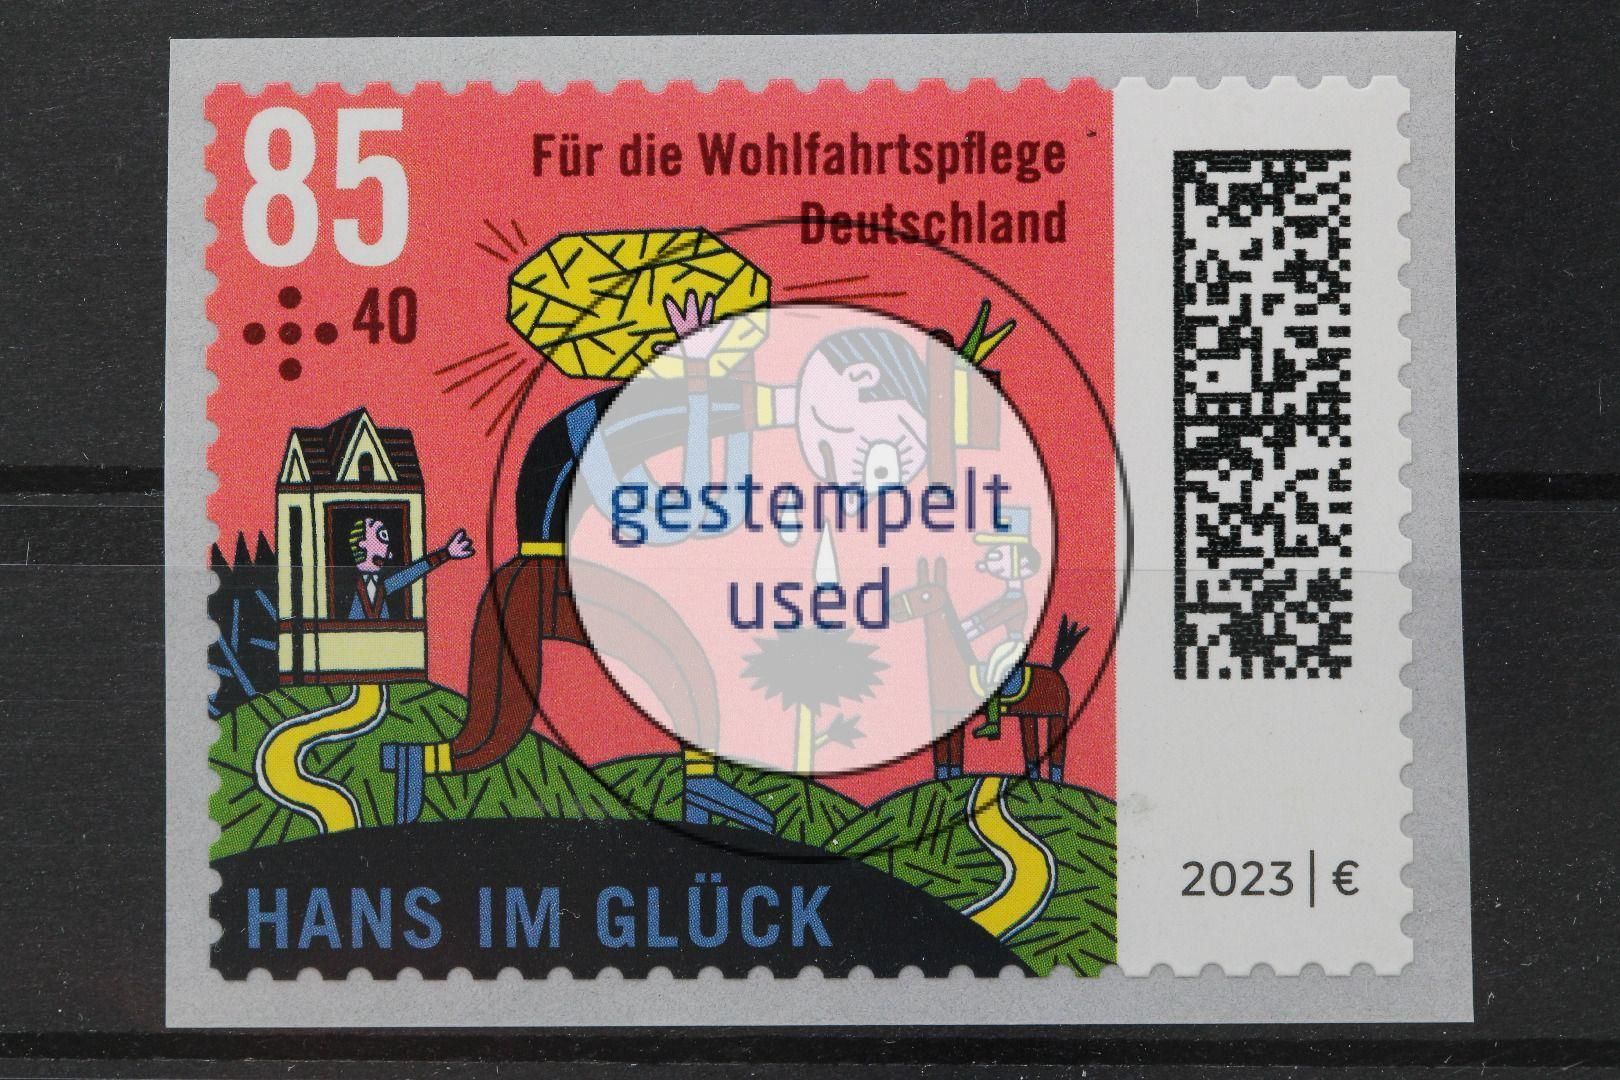 85
Für die Wohlfahrtspflege
Deutschland
40
gestempelt
used
HANS IM GLÜCK
2023 | €